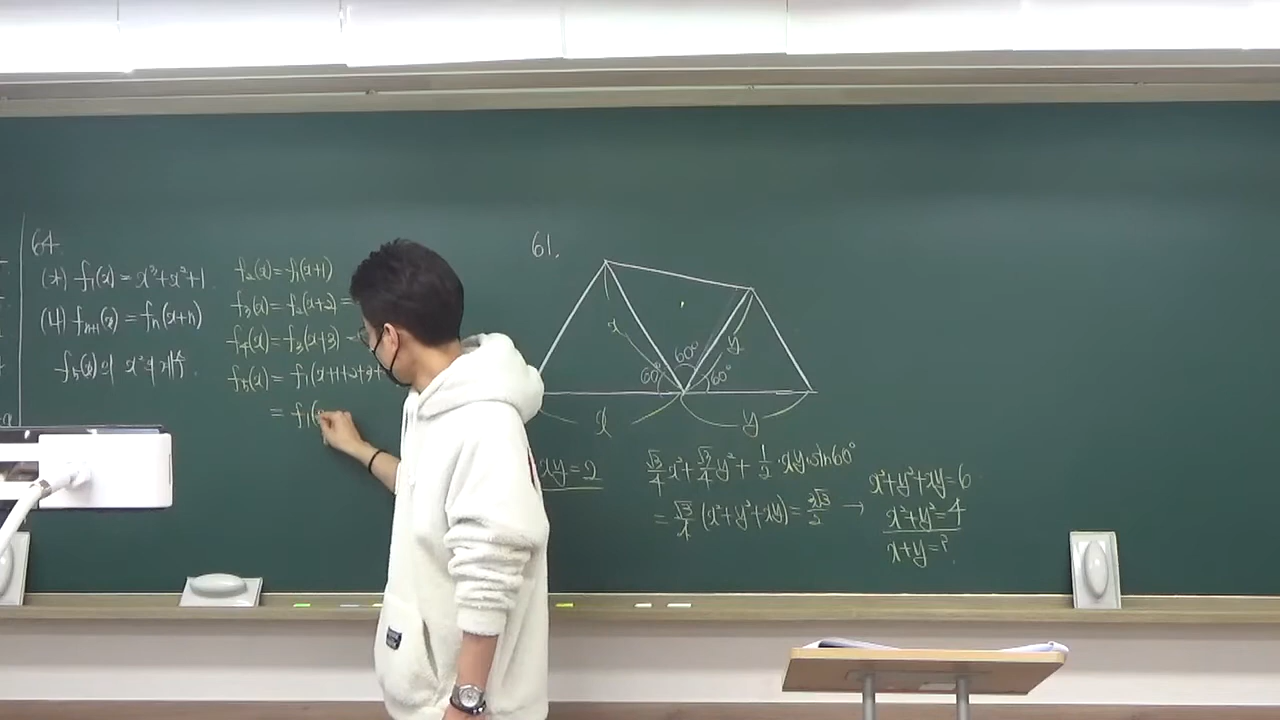 64.
(가) f₁(x) = x³+x²+1
(나) fₙ₊₁(x) = fₙ(x+n)
f₅(x)의 x²의 계수
f₂(x) = f₁(x+1)
f₃(x) = f₂(x+2) =
f₄(x) = f₃(x+3) =
f₅(x) = f₁(x+1+2+3+
= f₁(
61.
x
y
60°
60°
60°
x
y
xy=2
√3/4 x² + √3/4 y² + 1/2 · xy sin60°
= √3/4 (x²+y²+xy) = 3√3/2 →
x²+y²+xy=6
x²+y²=4
x+y=?